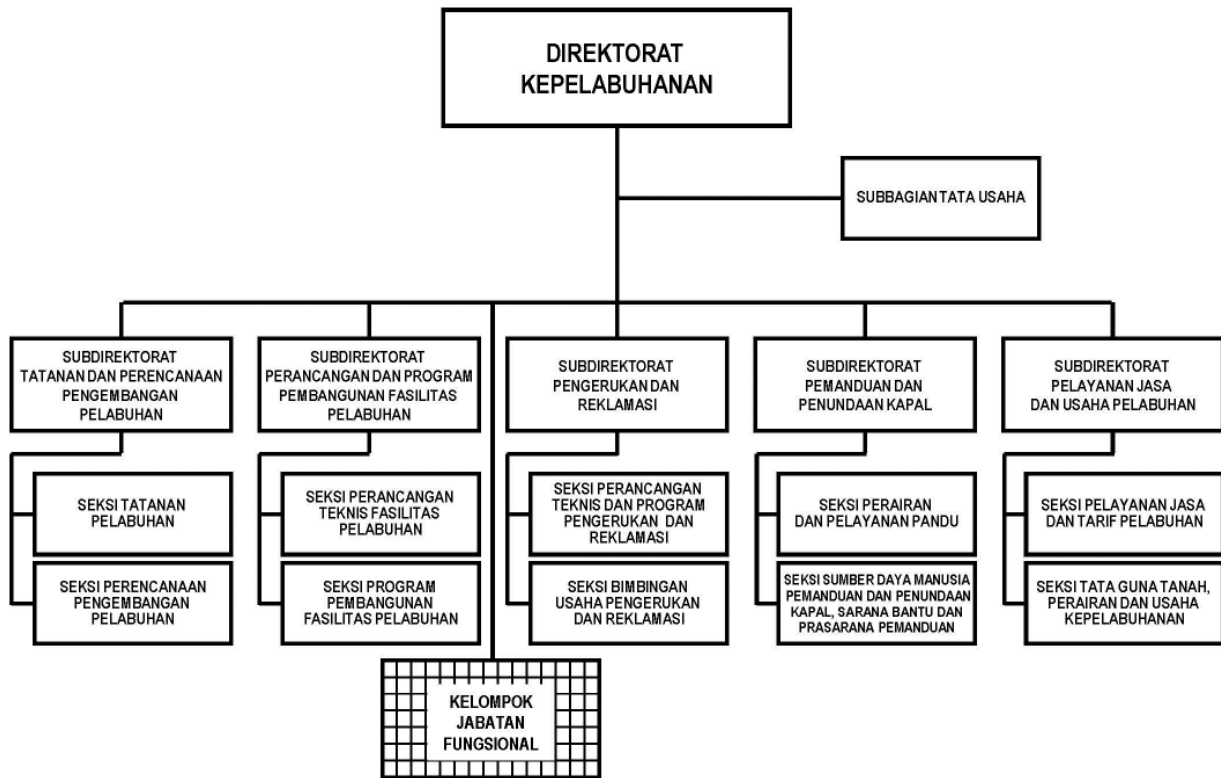 DIREKTORAT
KEPELABUHANAN
SUBBAGIAN TATA USAHA
SUBDIREKTORAT
TATANAN DAN PERENCANAAN
PENGEMBANGAN
PELABUHAN
SUBDIREKTORAT
PERANCANGAN DAN PROGRAM
PEMBANGUNAN FASILITAS
PELABUHAN
SUBDIREKTORAT
PENGERUKAN DAN
REKLAMASI
SUBDIREKTORAT
PEMANDUAN DAN
PENUNDAAN KAPAL
SUBDIREKTORAT
PELAYANAN JASA
DAN USAHA PELABUHAN
SEKSI TATANAN
PELABUHAN
SEKSI PERANCANGAN
TEKNIS FASILITAS
PELABUHAN
SEKSI PERANCANGAN
TEKNIS DAN PROGRAM
PENGERUKAN DAN
REKLAMASI
SEKSI PERAIRAN
DAN PELAYANAN PANDU
SEKSI PELAYANAN JASA
DAN TARIF PELABUHAN
SEKSI PERENCANAAN
PENGEMBANGAN
PELABUHAN
SEKSI PROGRAM
PEMBANGUNAN
FASILITAS PELABUHAN
SEKSI BIMBINGAN
USAHA PENGERUKAN
DAN REKLAMASI
SEKSI SUMBER DAYA MANUSIA
PEMANDUAN DAN PENUNDAAN
KAPAL, SARANA BANTU DAN
PRASARANA PEMANDUAN
SEKSI TATA GUNA TANAH,
PERAIRAN DAN USAHA
KEPELABUHANAN
KELOMPOK
JABATAN
FUNGSIONAL